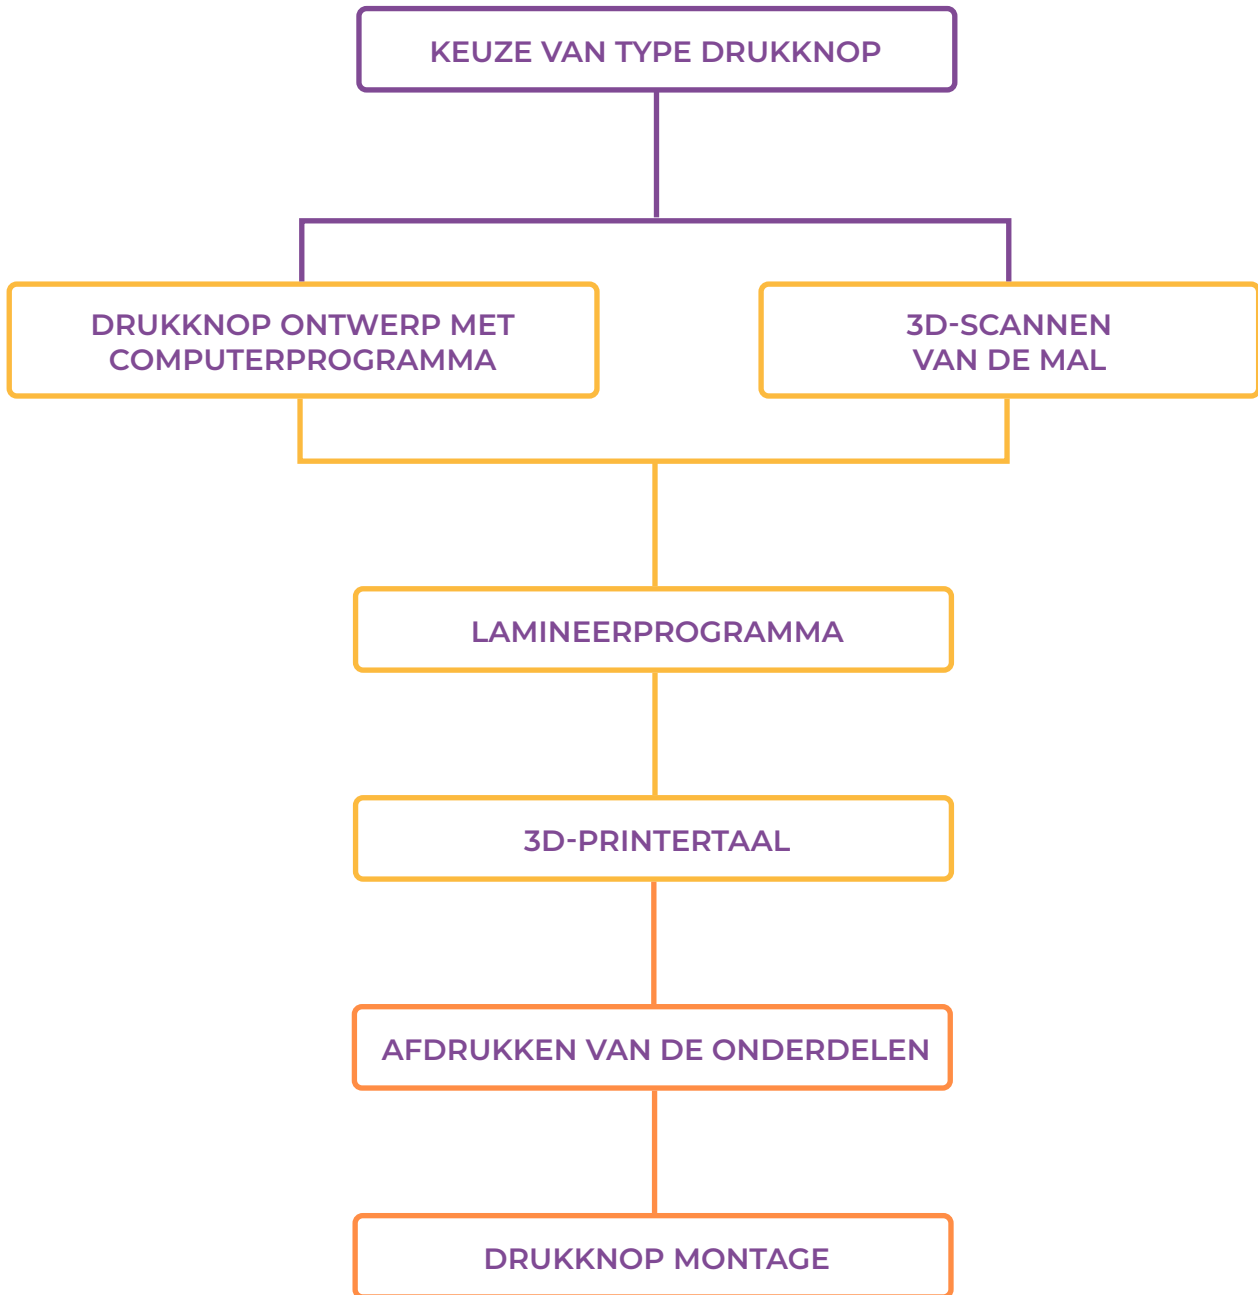 KEUZE VAN TYPE DRUKKNOP
DRUKKNOP ONTWERP MET
COMPUTERPROGRAMMA
3D-SCANNEN
VAN DE MAL
LAMINEERPROGRAMMA
3D-PRINTERTAAL
AFDRUKKEN VAN DE ONDERDELEN
DRUKKNOP MONTAGE